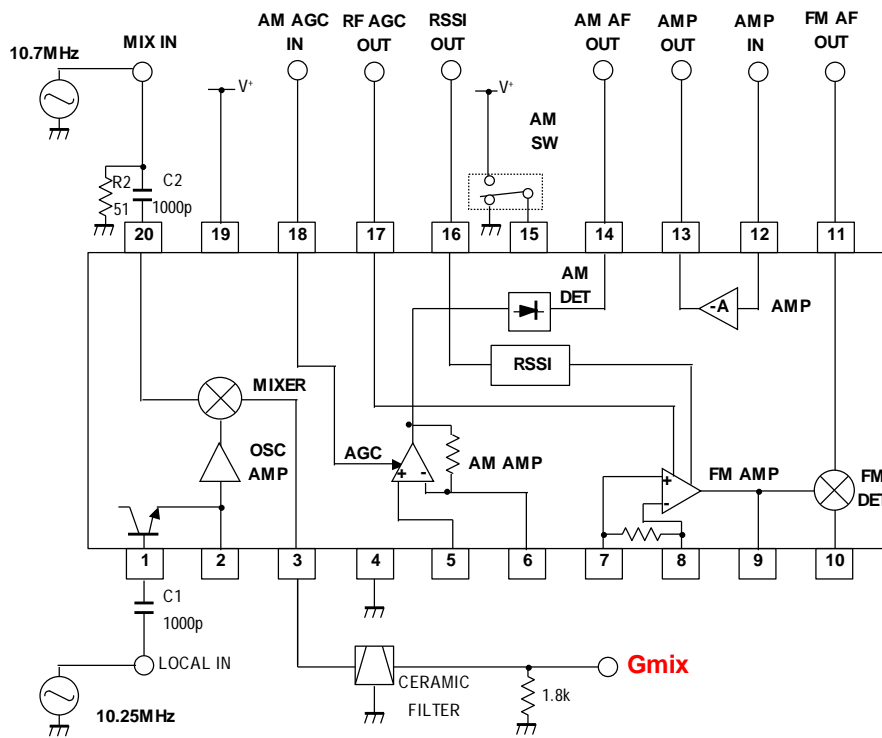 AM AGC IN
RF AGC OUT
RSSI OUT
AM AF OUT
AMP OUT
AMP IN
FM AF OUT
MIX IN
10.7MHz
V+
V+
AM SW
R2
51
C2
1000p
20
19
18
17
16
15
14
13
12
11
AM DET
-A
AMP
RSSI
MIXER
OSC AMP
AGC
+
-
AM AMP
+
-
FM AMP
FM DET
1
2
3
4
5
6
7
8
9
10
C1
1000p
LOCAL IN
10.25MHz
CERAMIC FILTER
1.8k
Gmix